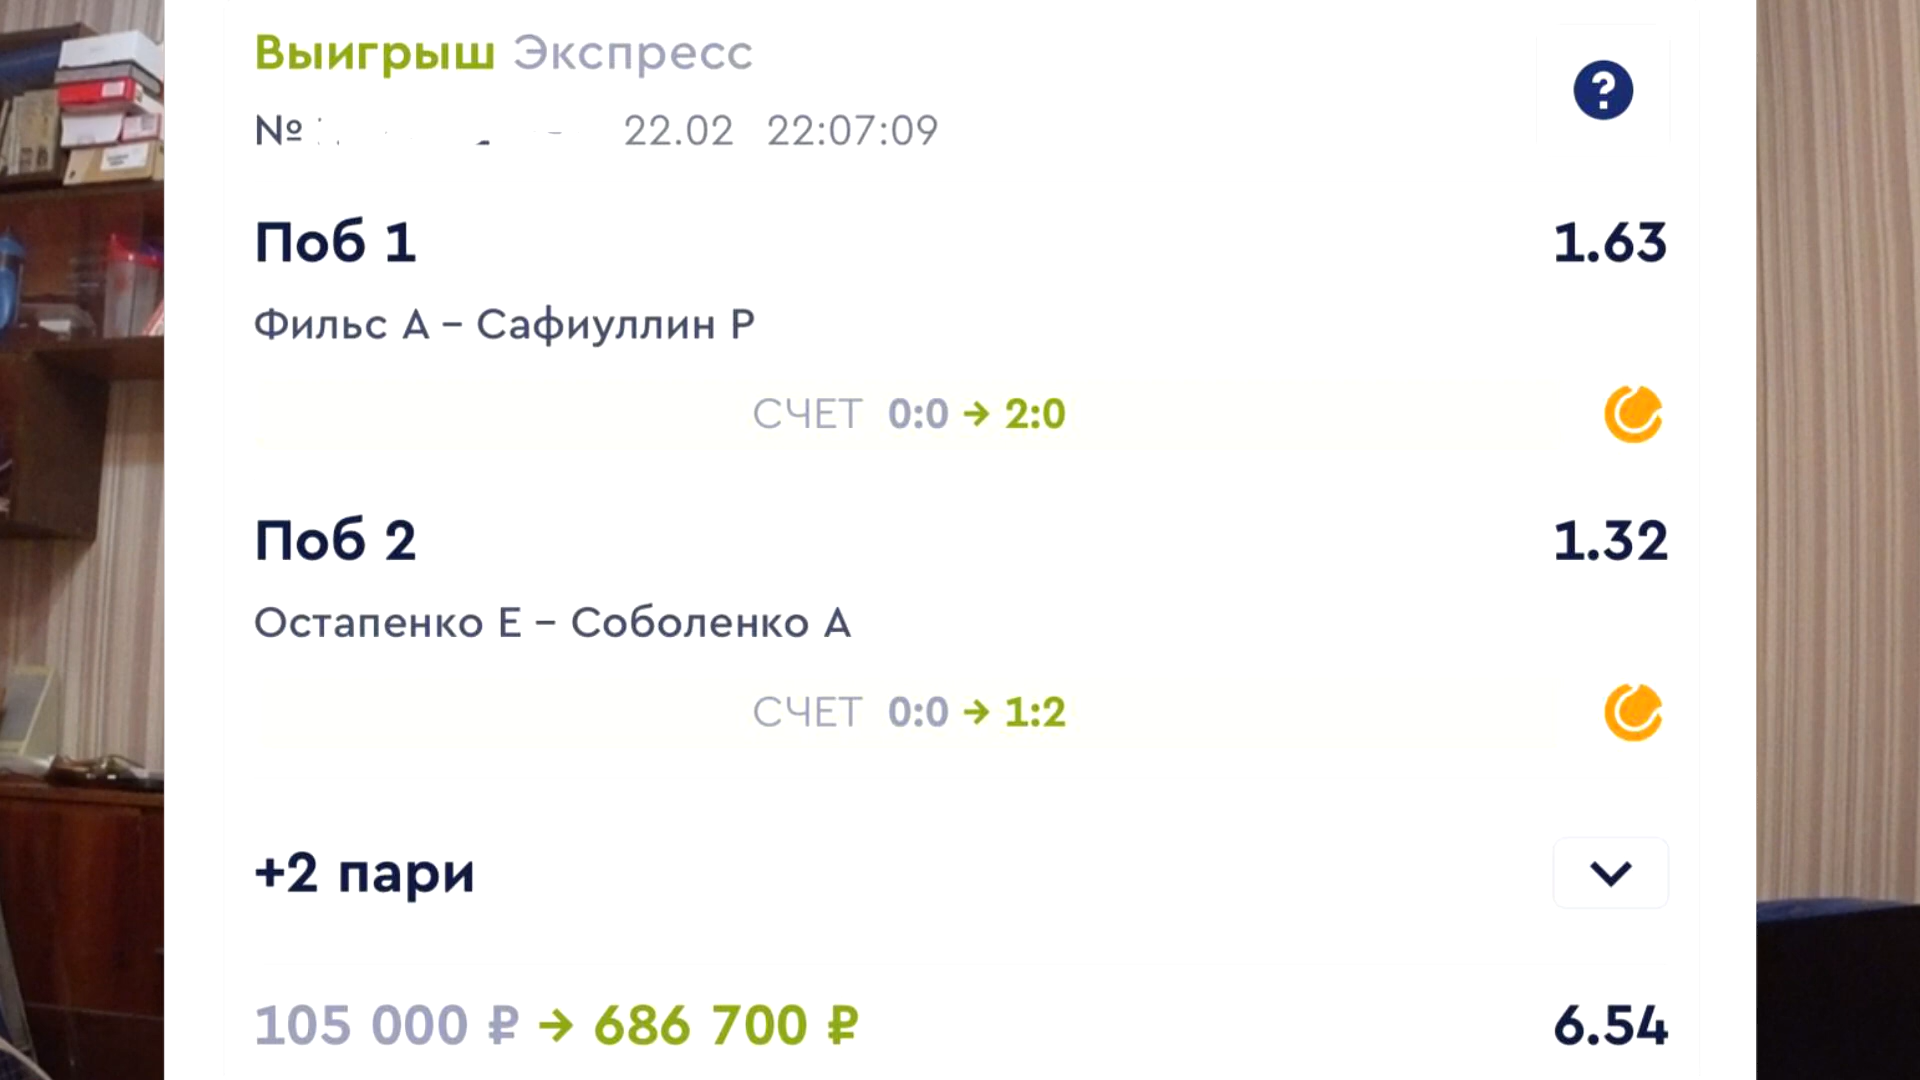 Выигрыш Экспресс
№ 22.02 22:07:09
?
Поб 1 1.63
Фильс А – Сафиуллин Р
СЧЕТ 0:0 → 2:0
Поб 2 1.32
Остапенко Е – Соболенко А
СЧЕТ 0:0 → 1:2
+2 пари
105 000 ₽ → 686 700 ₽ 6.54